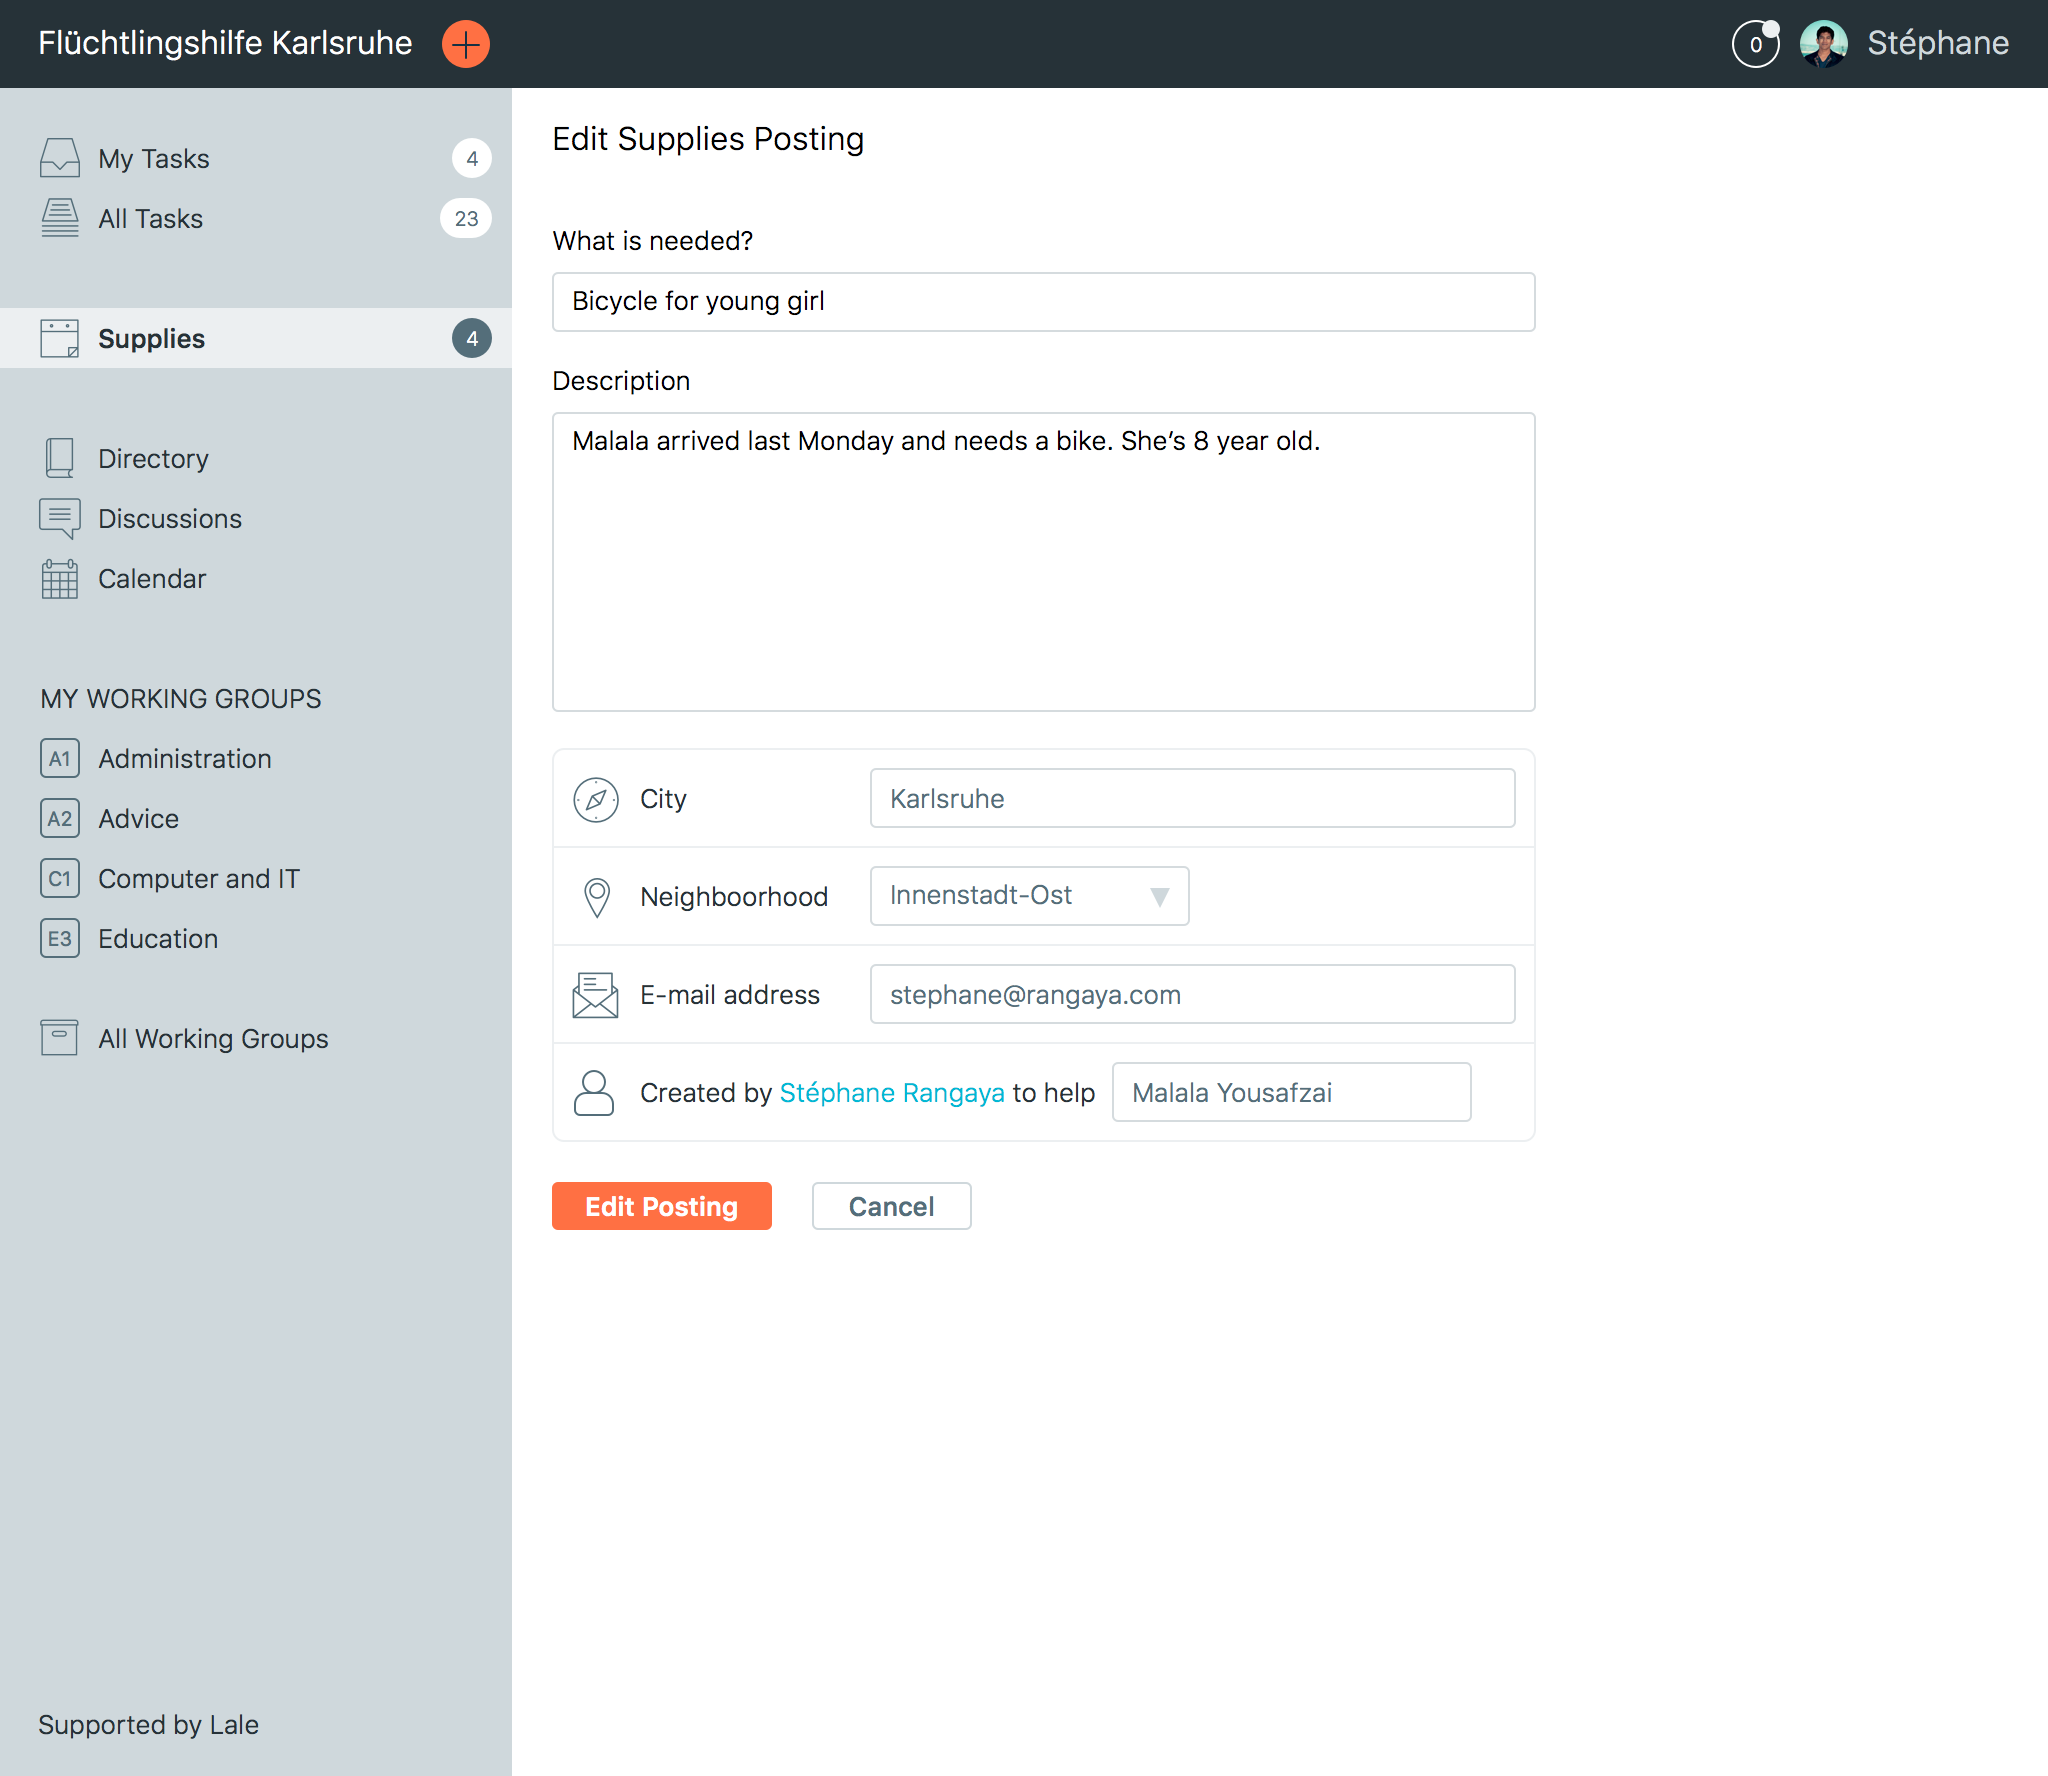 Flüchtlingshilfe Karlsruhe
0
Stéphane
My Tasks 4
All Tasks 23
Supplies 4
Directory
Discussions
Calendar
MY WORKING GROUPS
A1 Administration
A2 Advice
C1 Computer and IT
E3 Education
All Working Groups
Supported by Lale
Edit Supplies Posting
What is needed?
Bicycle for young girl
Description
Malala arrived last Monday and needs a bike. She’s 8 year old.
City Karlsruhe
Neighboorhood Innenstadt-Ost
E-mail address stephane@rangaya.com
Created by Stéphane Rangaya to help Malala Yousafzai
Edit Posting Cancel